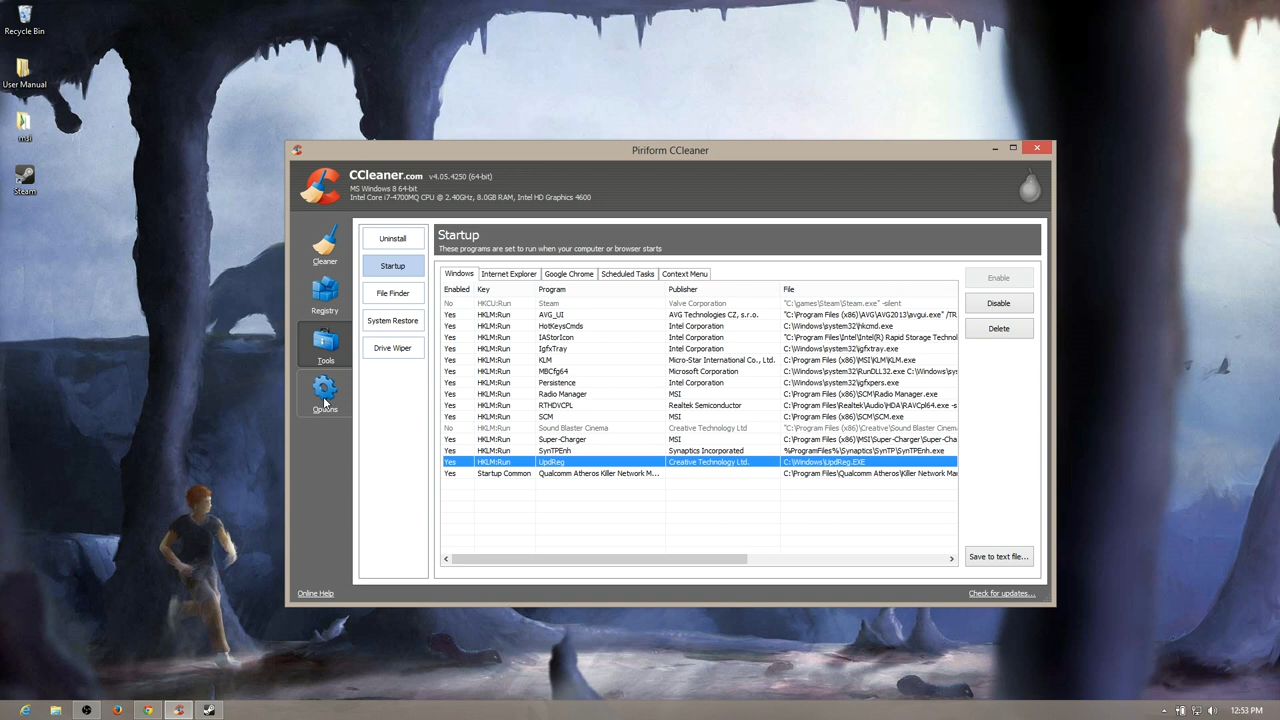 Recycle Bin
User Manual
msi
Steam
Piriform CCleaner
CCleaner.com v4.05.4250 (64-bit)
MS Windows 8 64-bit
Intel Core i7-4700MQ CPU @ 2.40GHz, 8.0GB RAM, Intel HD Graphics 4600
Cleaner
Registry
Tools
Options
Uninstall
Startup
File Finder
System Restore
Drive Wiper
Startup
These programs are set to run when your computer or browser starts
Windows Internet Explorer Google Chrome Scheduled Tasks Context Menu
Enabled Key Program Publisher File
No HKCU:Run Steam Valve Corporation "C:\games\Steam\Steam.exe" -silent
Yes HKLM:Run AVG_UI AVG Technologies CZ, s.r.o. "C:\Program Files (x86)\AVG\AVG2013\avgui.exe" /TR
Yes HKLM:Run HotKeysCmds Intel Corporation C:\Windows\system32\hkcmd.exe
Yes HKLM:Run IAStorIcon Intel Corporation "C:\Program Files\Intel\Intel(R) Rapid Storage Technol
Yes HKLM:Run IgfxTray Intel Corporation C:\Windows\system32\igfxtray.exe
Yes HKLM:Run KLM Micro-Star International Co., Ltd. C:\Program Files (x86)\MSI\KLM\KLM.exe
Yes HKLM:Run MBCfg64 Microsoft Corporation C:\Windows\system32\RunDLL32.exe C:\Windows\sys
Yes HKLM:Run Persistence Intel Corporation C:\Windows\system32\igfxpers.exe
Yes HKLM:Run Radio Manager MSI C:\Program Files (x86)\SCM\Radio Manager.exe
Yes HKLM:Run RTHDVCPL Realtek Semiconductor C:\Program Files\Realtek\Audio\HDA\RAVCpl64.exe -s
Yes HKLM:Run SCM MSI C:\Program Files (x86)\SCM\SCM.exe
No HKLM:Run Sound Blaster Cinema Creative Technology Ltd "C:\Program Files (x86)\Creative\Sound Blaster Cinema
Yes HKLM:Run Super-Charger MSI C:\Program Files (x86)\MSI\Super-Charger\Super-Cha
Yes HKLM:Run SynTPEnh Synaptics Incorporated %ProgramFiles%\Synaptics\SynTP\SynTPEnh.exe
Yes HKLM:Run UpdReg Creative Technology Ltd. C:\Windows\UpdReg.EXE
Yes Startup Common Qualcomm Atheros Killer Network M... C:\Program Files\Qualcomm Atheros\Killer Network Ma
Enable
Disable
Delete
Save to text file...
Online Help
Check for updates...
12:53 PM